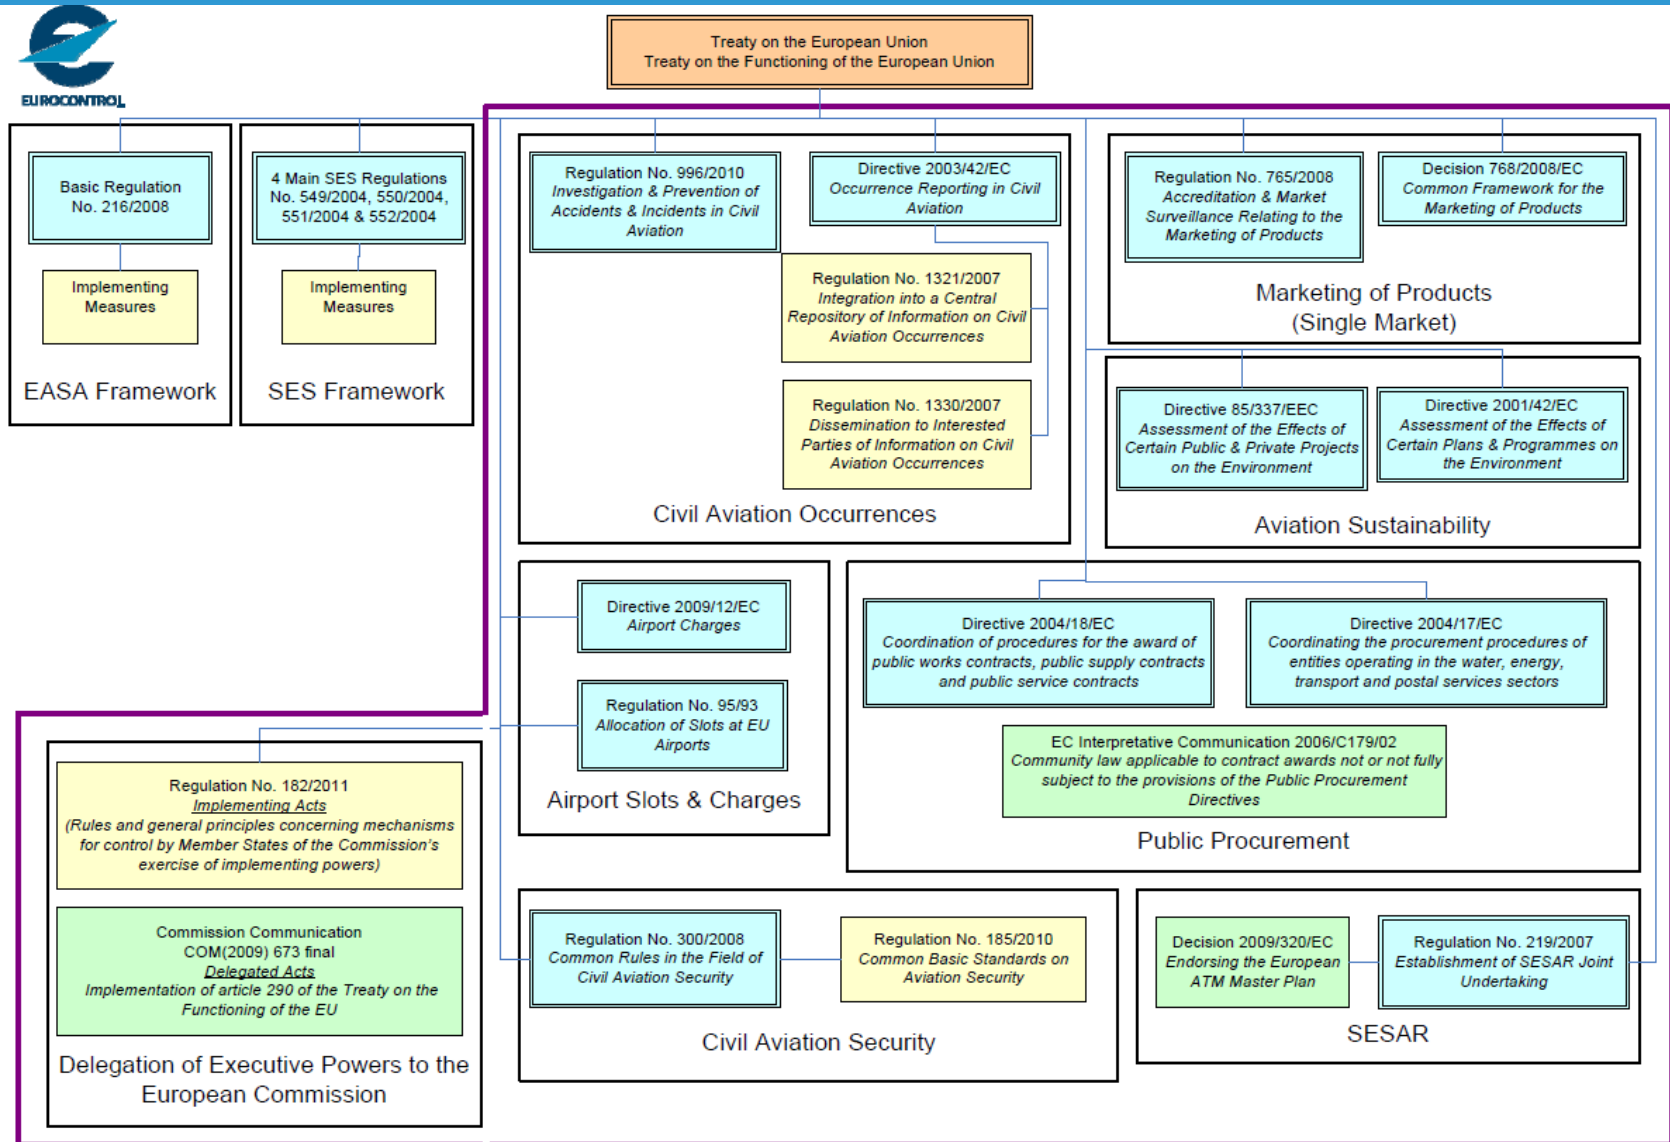 EUROCONTROL
Treaty on the European Union
Treaty on the Functioning of the European Union
Basic Regulation
No. 216/2008
Implementing
Measures
EASA Framework
4 Main SES Regulations
No. 549/2004, 550/2004,
551/2004 & 552/2004
Implementing
Measures
SES Framework
Regulation No. 996/2010
Investigation & Prevention of
Accidents & Incidents in Civil
Aviation
Directive 2003/42/EC
Occurrence Reporting in Civil
Aviation
Regulation No. 1321/2007
Integration into a Central
Repository of Information on Civil
Aviation Occurrences
Regulation No. 1330/2007
Dissemination to Interested
Parties of Information on Civil
Aviation Occurrences
Civil Aviation Occurrences
Regulation No. 765/2008
Accreditation & Market
Surveillance Relating to the
Marketing of Products
Decision 768/2008/EC
Common Framework for the
Marketing of Products
Marketing of Products
(Single Market)
Directive 85/337/EEC
Assessment of the Effects of
Certain Public & Private Projects
on the Environment
Directive 2001/42/EC
Assessment of the Effects of
Certain Plans & Programmes on
the Environment
Aviation Sustainability
Directive 2009/12/EC
Airport Charges
Regulation No. 95/93
Allocation of Slots at EU
Airports
Airport Slots & Charges
Directive 2004/18/EC
Coordination of procedures for the award of
public works contracts, public supply contracts
and public service contracts
Directive 2004/17/EC
Coordinating the procurement procedures of
entities operating in the water, energy,
transport and postal services sectors
EC Interpretative Communication 2006/C179/02
Community law applicable to contract awards not or not fully
subject to the provisions of the Public Procurement
Directives
Public Procurement
Regulation No. 182/2011
Implementing Acts
(Rules and general principles concerning mechanisms
for control by Member States of the Commission's
exercise of implementing powers)
Commission Communication
COM(2009) 673 final
Delegated Acts
Implementation of article 290 of the Treaty on the
Functioning of the EU
Delegation of Executive Powers to the
European Commission
Regulation No. 300/2008
Common Rules in the Field of
Civil Aviation Security
Regulation No. 185/2010
Common Basic Standards on
Aviation Security
Civil Aviation Security
Decision 2009/320/EC
Endorsing the European
ATM Master Plan
Regulation No. 219/2007
Establishment of SESAR Joint
Undertaking
SESAR